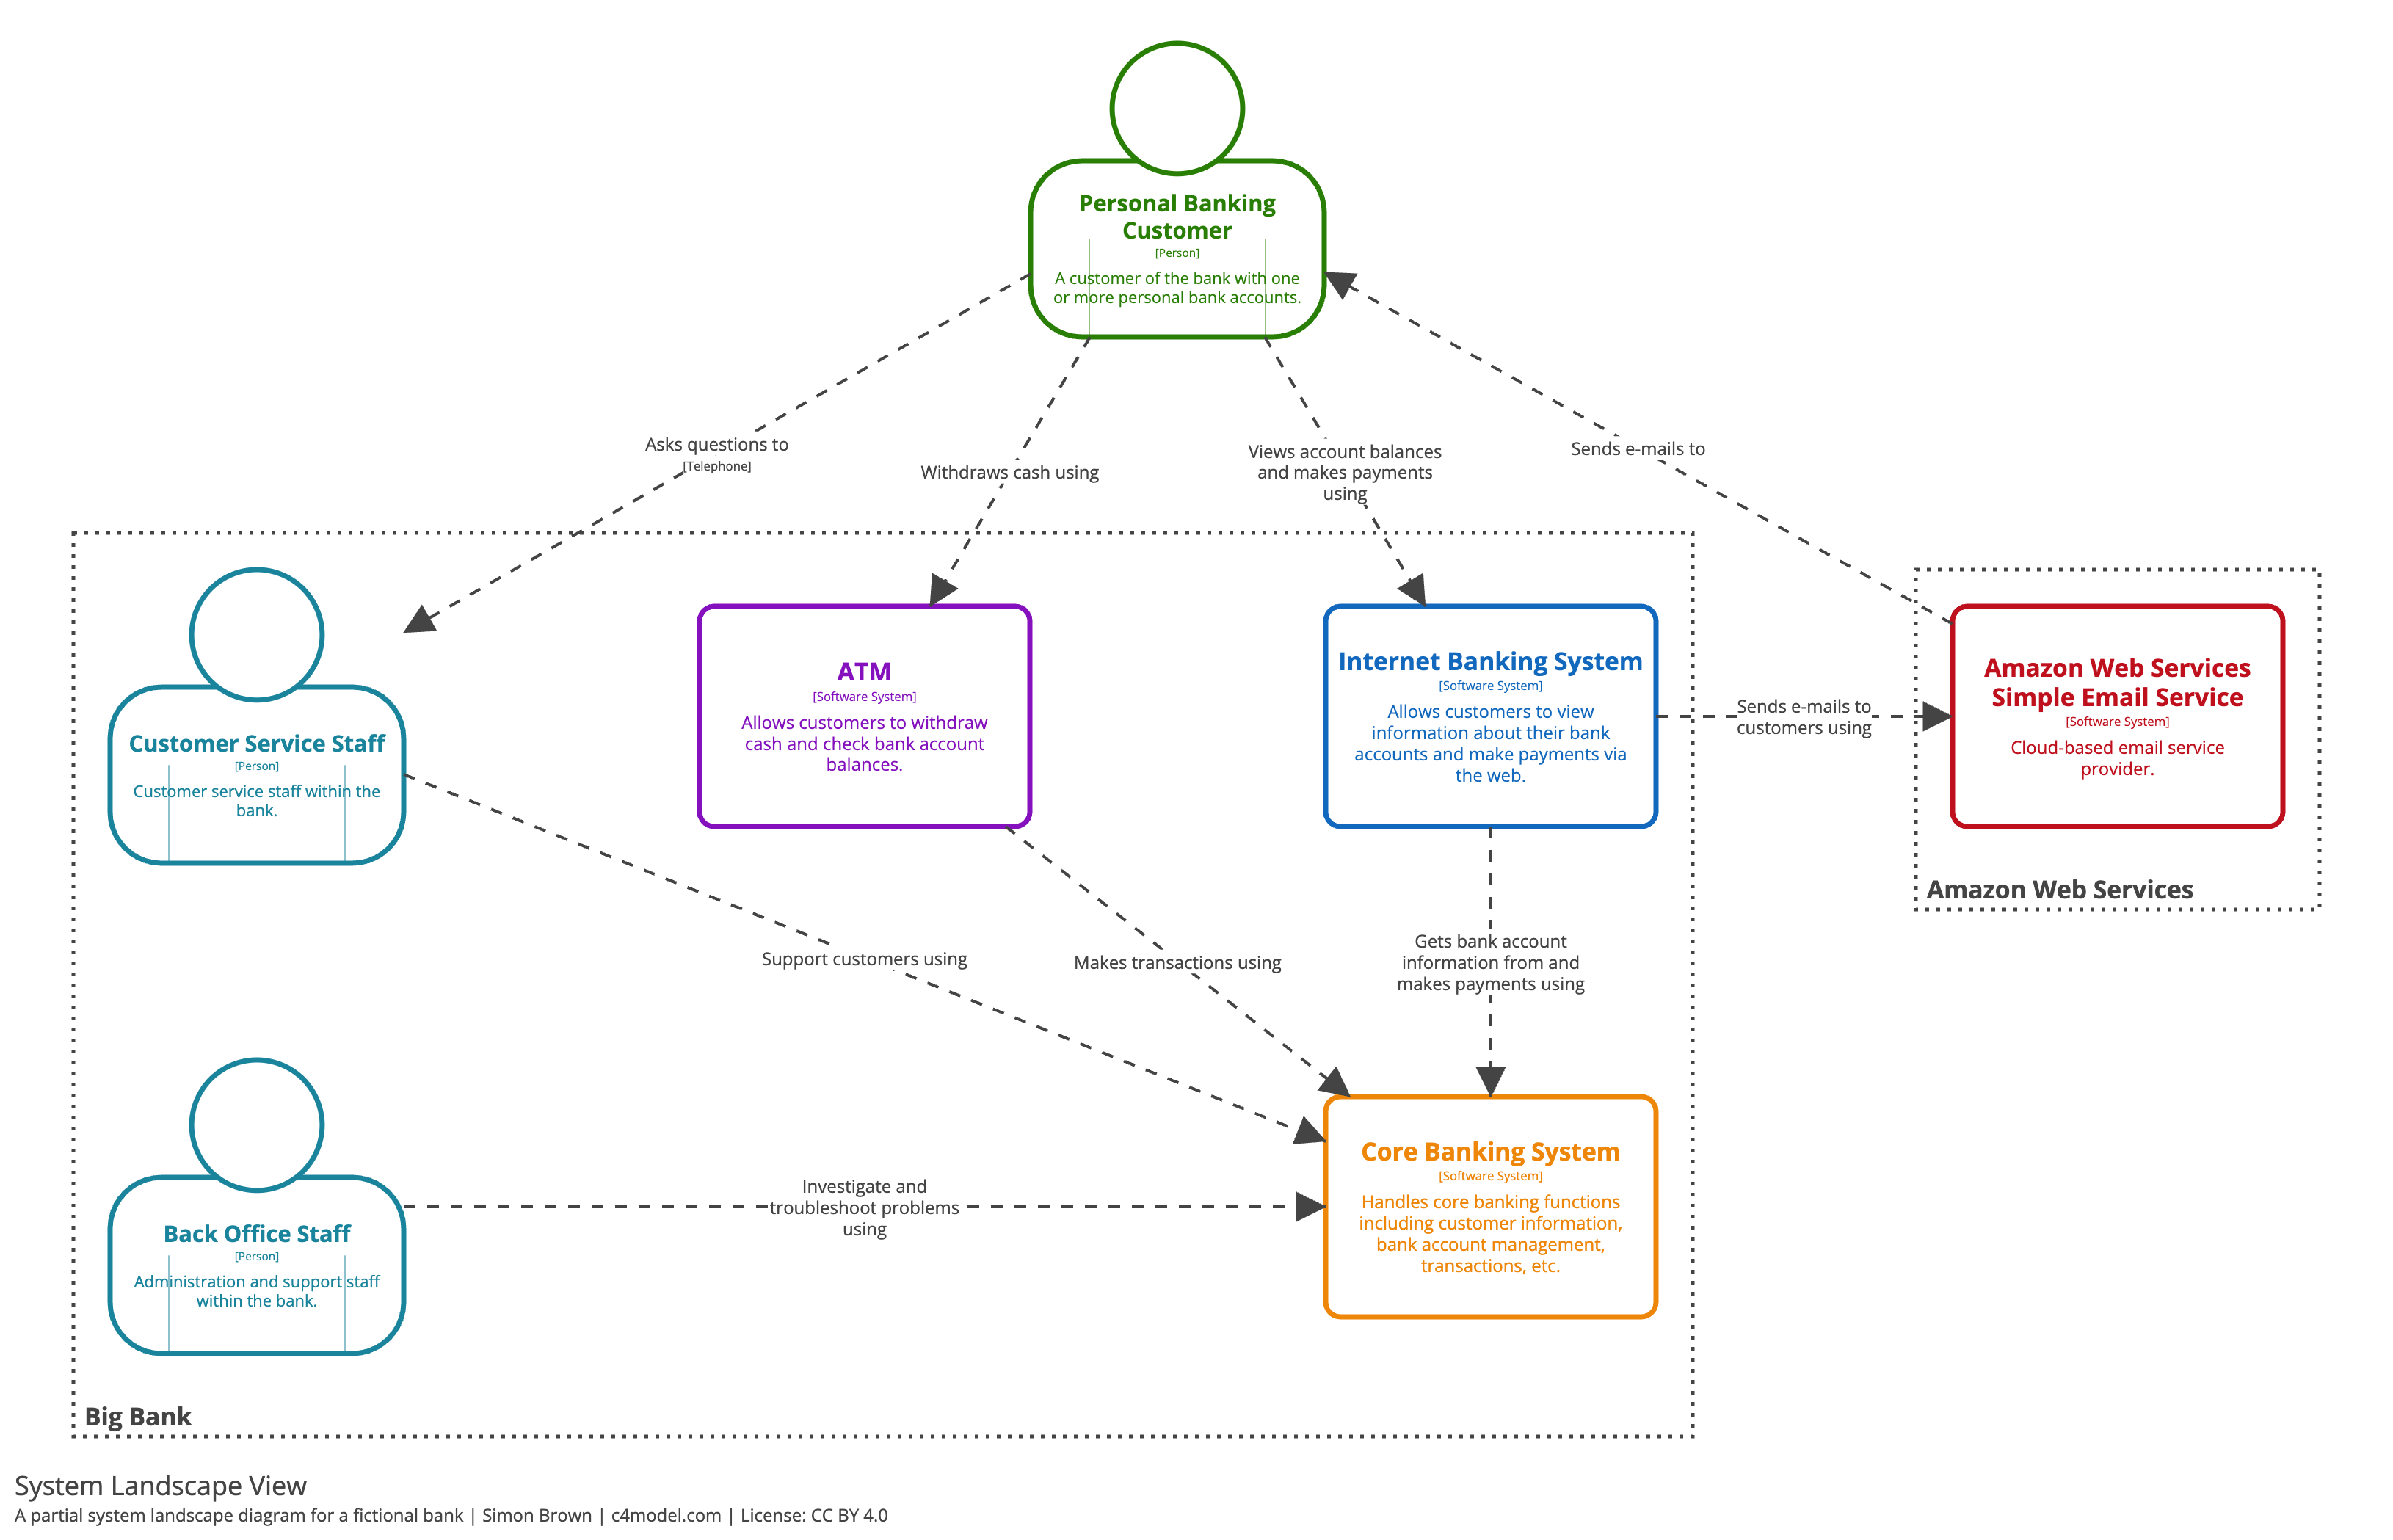 Personal Banking
Customer
[Person]
A customer of the bank with one
or more personal bank accounts.
Asks questions to
[Telephone]
Withdraws cash using
Views account balances
and makes payments
using
Sends e-mails to
Customer Service Staff
[Person]
Customer service staff within the
bank.
ATM
[Software System]
Allows customers to withdraw
cash and check bank account
balances.
Internet Banking System
[Software System]
Allows customers to view
information about their bank
accounts and make payments via
the web.
Sends e-mails to
customers using
Amazon Web Services
Simple Email Service
[Software System]
Cloud-based email service
provider.
Amazon Web Services
Support customers using
Makes transactions using
Gets bank account
information from and
makes payments using
Back Office Staff
[Person]
Administration and support staff
within the bank.
Investigate and
troubleshoot problems
using
Core Banking System
[Software System]
Handles core banking functions
including customer information,
bank account management,
transactions, etc.
Big Bank
System Landscape View
A partial system landscape diagram for a fictional bank | Simon Brown | c4model.com | License: CC BY 4.0